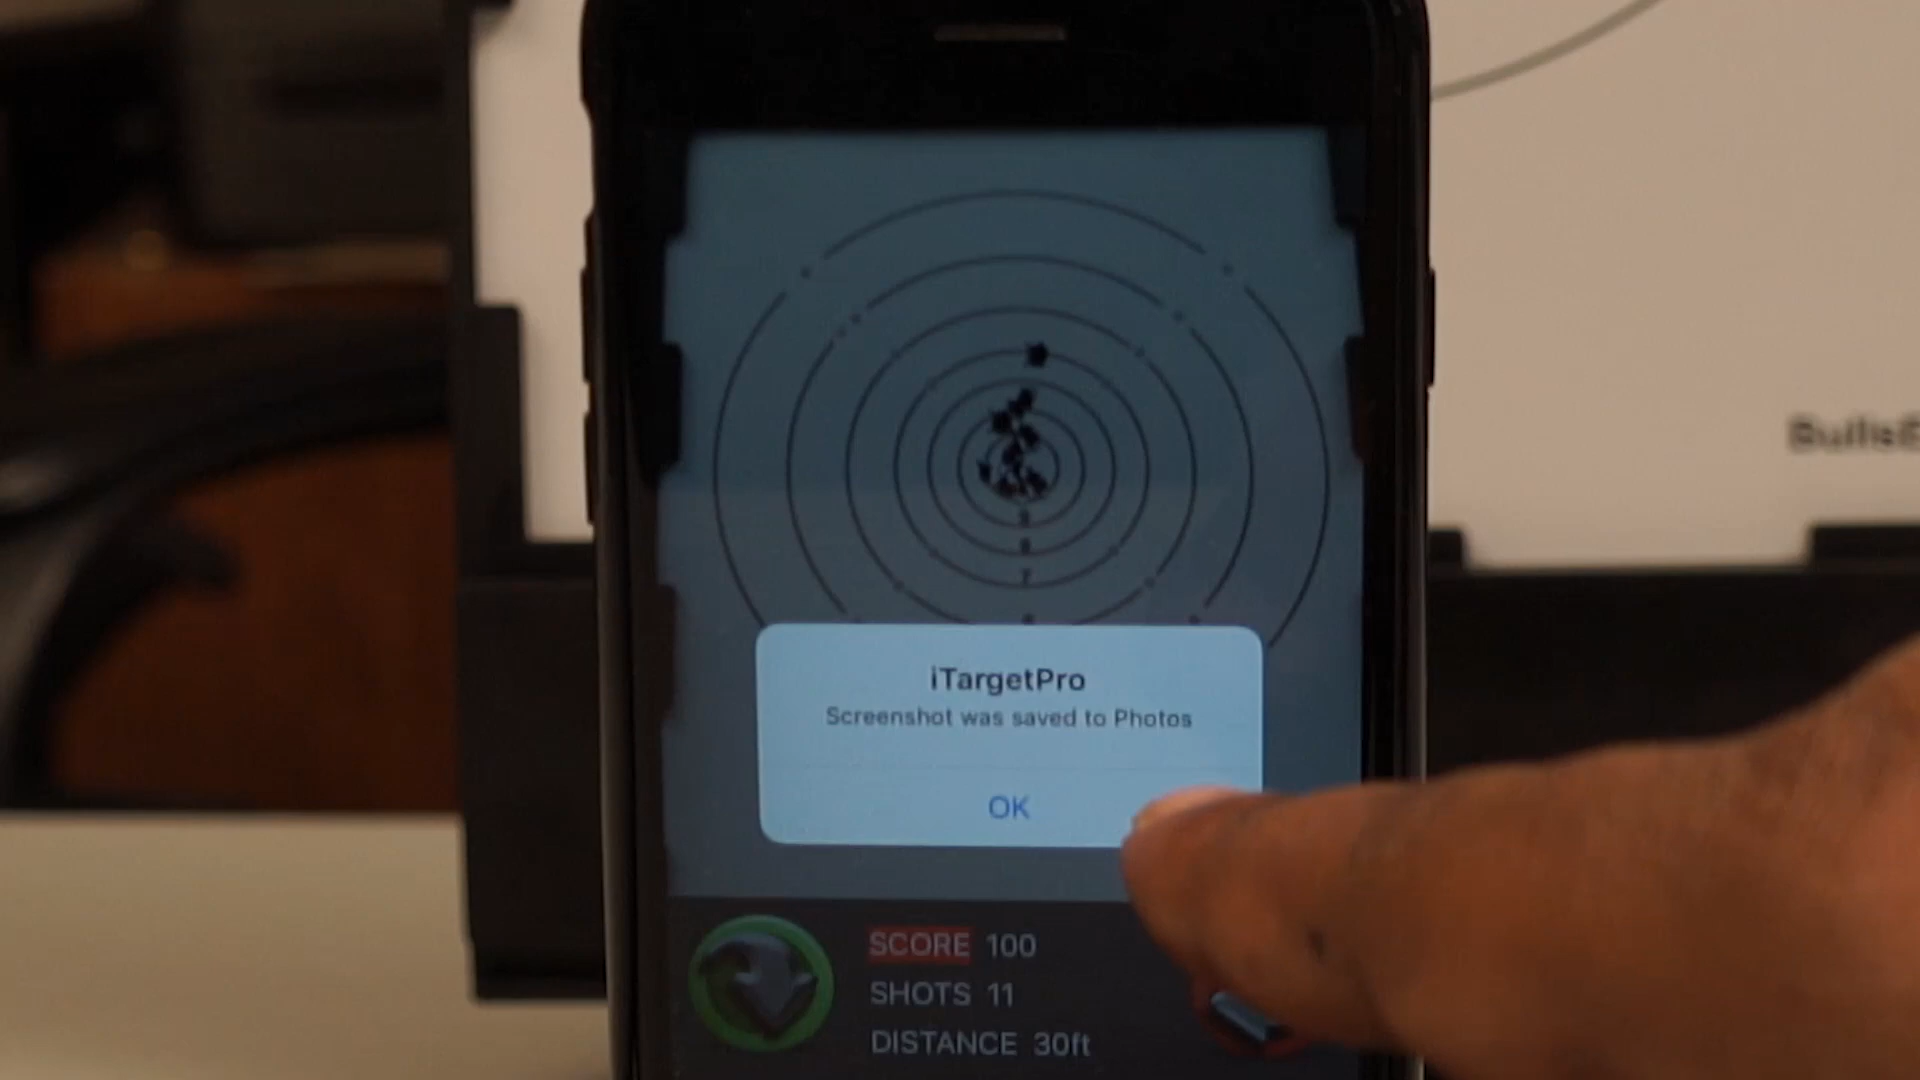 iTargetPro
Screenshot was saved to Photos
OK
SCORE 100
SHOTS 11
DISTANCE 30ft